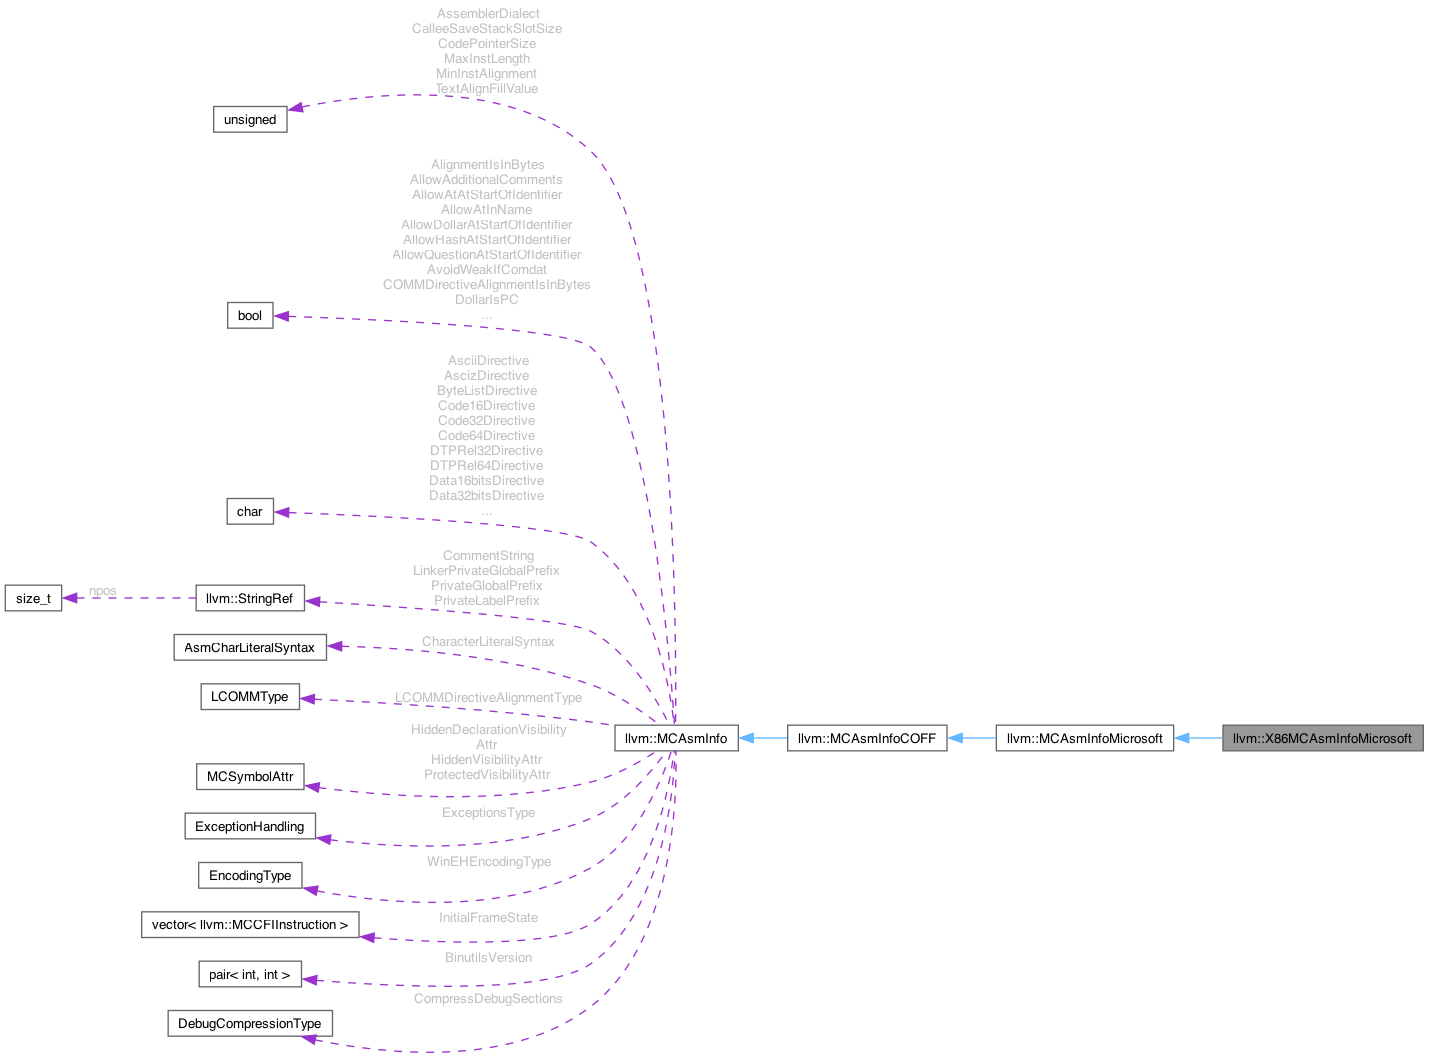 AssemblerDialect
CalleeSaveStackSlotSize
CodePointerSize
MaxInstLength
MinInstAlignment
TextAlignFillValue
unsigned
AlignmentIsInBytes
AllowAdditionalComments
AllowAtAtStartOfIdentifier
AllowAtInName
AllowDollarAtStartOfIdentifier
AllowHashAtStartOfIdentifier
AllowQuestionAtStartOfIdentifier
AvoidWeakIfComdat
COMMDirectiveAlignmentIsInBytes
DollarIsPC
...
bool
AsciiDirective
AscizDirective
ByteListDirective
Code16Directive
Code32Directive
Code64Directive
DTPRel32Directive
DTPRel64Directive
Data16bitsDirective
Data32bitsDirective
...
char
CommentString
LinkerPrivateGlobalPrefix
PrivateGlobalPrefix
PrivateLabelPrefix
size_t
npos
llvm::StringRef
CharacterLiteralSyntax
AsmCharLiteralSyntax
LCOMMDirectiveAlignmentType
LCOMMType
HiddenDeclarationVisibility
Attr
HiddenVisibilityAttr
ProtectedVisibilityAttr
llvm::MCAsmInfo
llvm::MCAsmInfoCOFF
llvm::MCAsmInfoMicrosoft
llvm::X86MCAsmInfoMicrosoft
MCSymbolAttr
ExceptionsType
ExceptionHandling
WinEHEncodingType
EncodingType
InitialFrameState
vector< llvm::MCCFIInstruction >
BinutilsVersion
pair< int, int >
CompressDebugSections
DebugCompressionType